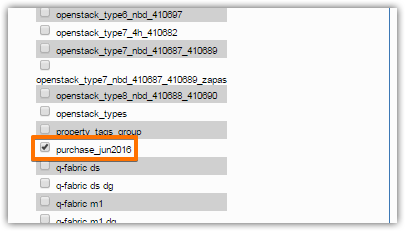 openstack_type6_nbd_410697
openstack_type7_4h_410682
openstack_type7_nbd_410687_410689
openstack_type7_nbd_410687_410689_zapas
openstack_type8_nbd_410688_410690
openstack_types
property_tags_group
purchase_jun2016
q-fabric ds
q-fabric ds dg
q-fabric m1
q-fabric m1 dg